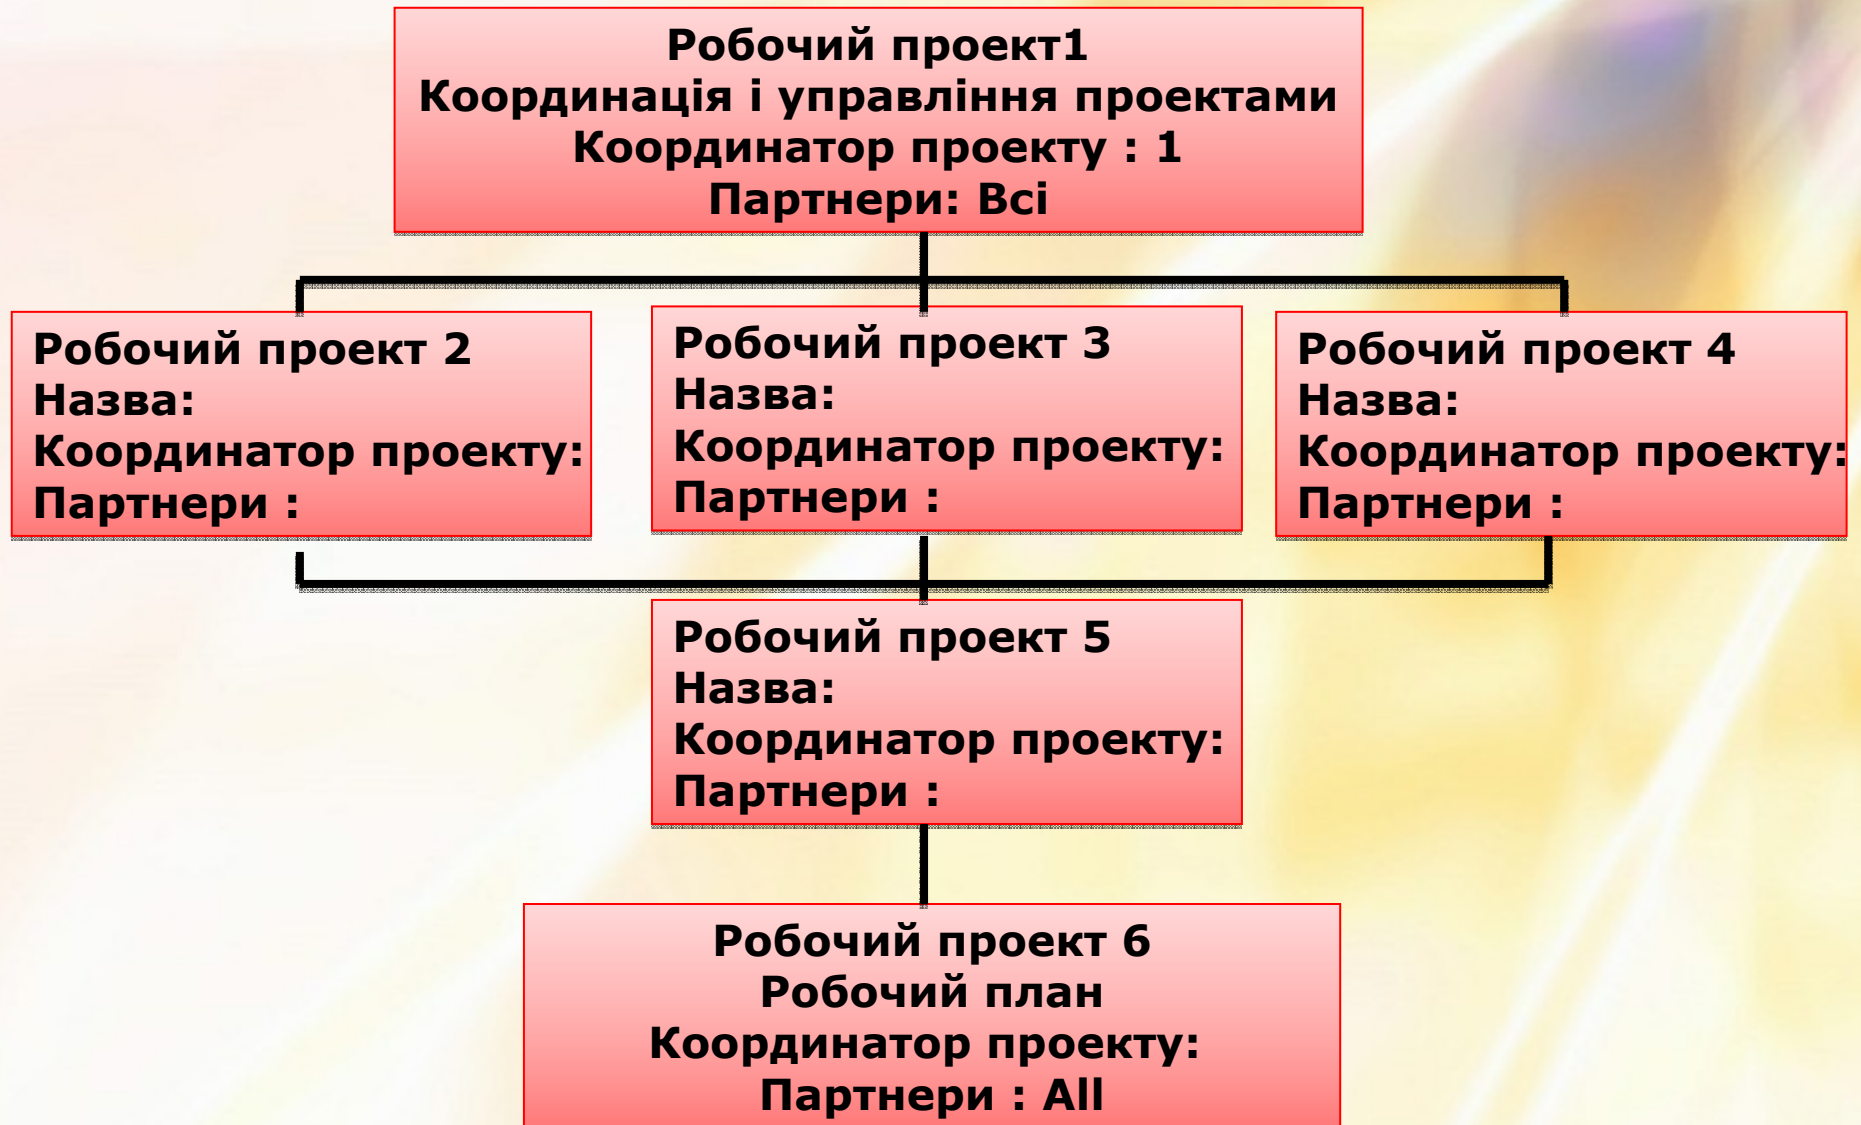 Робочий проект1
Координація і управління проектами
Координатор проекту : 1
Партнери: Всі
Робочий проект 2
Назва:
Координатор проекту:
Партнери :
Робочий проект 3
Назва:
Координатор проекту:
Партнери :
Робочий проект 4
Назва:
Координатор проекту:
Партнери :
Робочий проект 5
Назва:
Координатор проекту:
Партнери :
Робочий проект 6
Робочий план
Координатор проекту:
Партнери : All